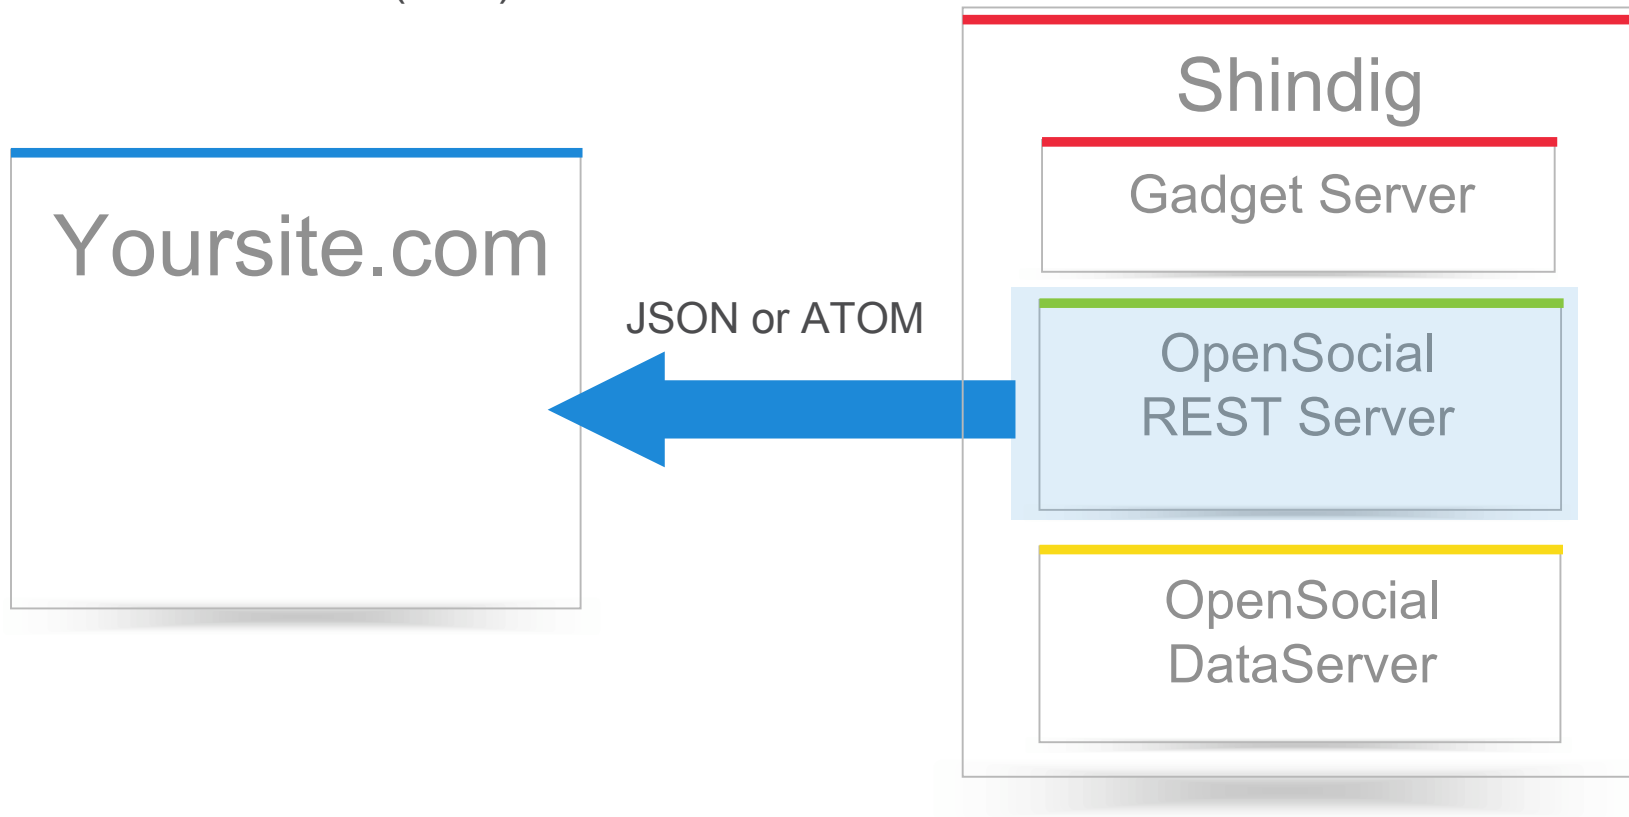 Yoursite.com
JSON or ATOM
Shindig
Gadget Server
OpenSocial
REST Server
OpenSocial
DataServer